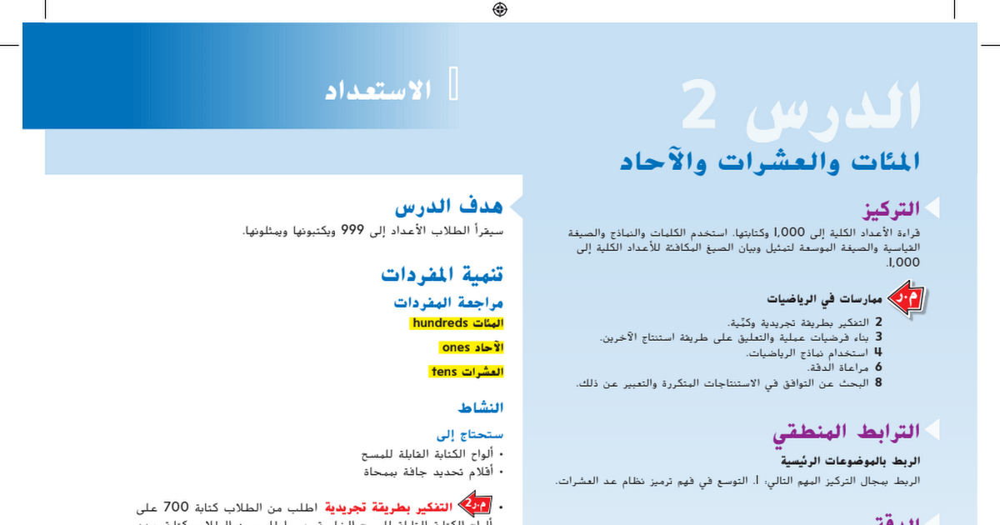 الدرس 2
المئات والعشرات والآحاد
التركيز
قراءة الأعداد الكلية إلى 1,000 وكتابتها. استخدم الكلمات والنماذج والصيغة
القياسية والصيغة الموسعة لتمثيل وبيان الصيغ المكافئة للأعداد الكلية إلى
1,000.
م.ر ممارسات في الرياضيات
2 التفكير بطريقة تجريدية وكمّية.
3 بناء فرضيات عملية والتعليق على طريقة استنتاج الآخرين.
4 استخدام نماذج الرياضيات.
6 مراعاة الدقة.
8 البحث عن التوافق في الاستنتاجات المتكررة والتعبير عن ذلك.
الترابط المنطقي
الربط بالموضوعات الرئيسية
الربط بمجال التركيز المهم التالي: 1. التوسع في فهم ترميز نظام عد العشرات.
الدقة
الاستعداد
هدف الدرس
سيقرأ الطلاب الأعداد إلى 999 ويكتبونها ويمثلونها.
تنمية المفردات
مراجعة المفردات
المئات hundreds
الآحاد ones
العشرات tens
النشاط
ستحتاج إلى
• ألواح الكتابة القابلة للمسح
• أقلام تحديد جافة بممحاة
• م.ر2 التفكير بطريقة تجريدية اطلب من الطلاب كتابة 700 على